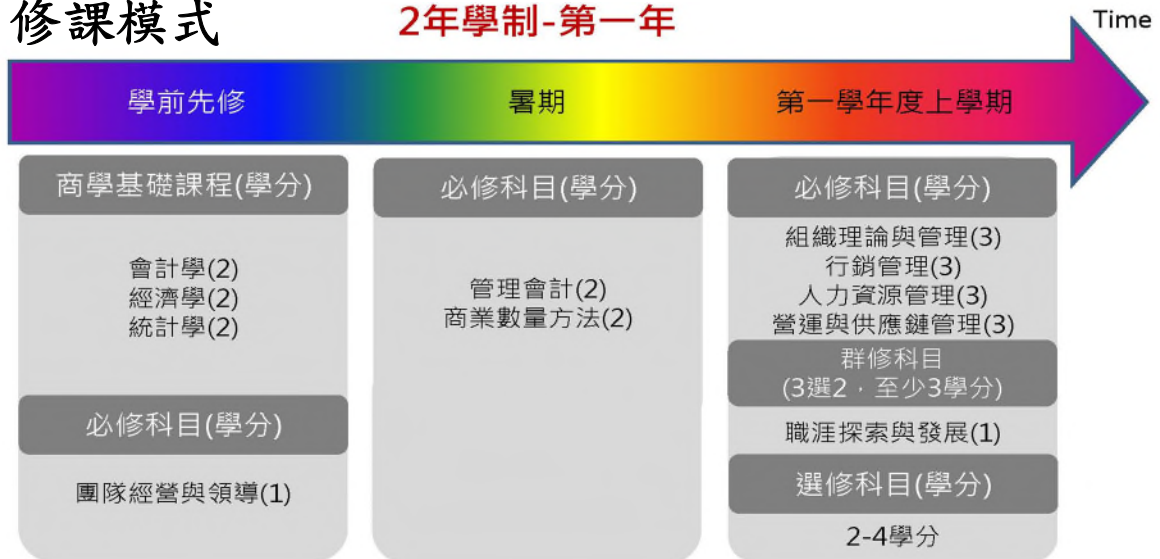 修課模式
2年學制-第一年
Time
學前先修
暑期
第一學年度上學期
商學基礎課程(學分)
會計學(2)
經濟學(2)
統計學(2)
必修科目(學分)
團隊經營與領導(1)
必修科目(學分)
管理會計(2)
商業數量方法(2)
必修科目(學分)
組織理論與管理(3)
行銷管理(3)
人力資源管理(3)
營運與供應鏈管理(3)
群修科目
(3選2，至少3學分)
職涯探索與發展(1)
選修科目(學分)
2-4學分